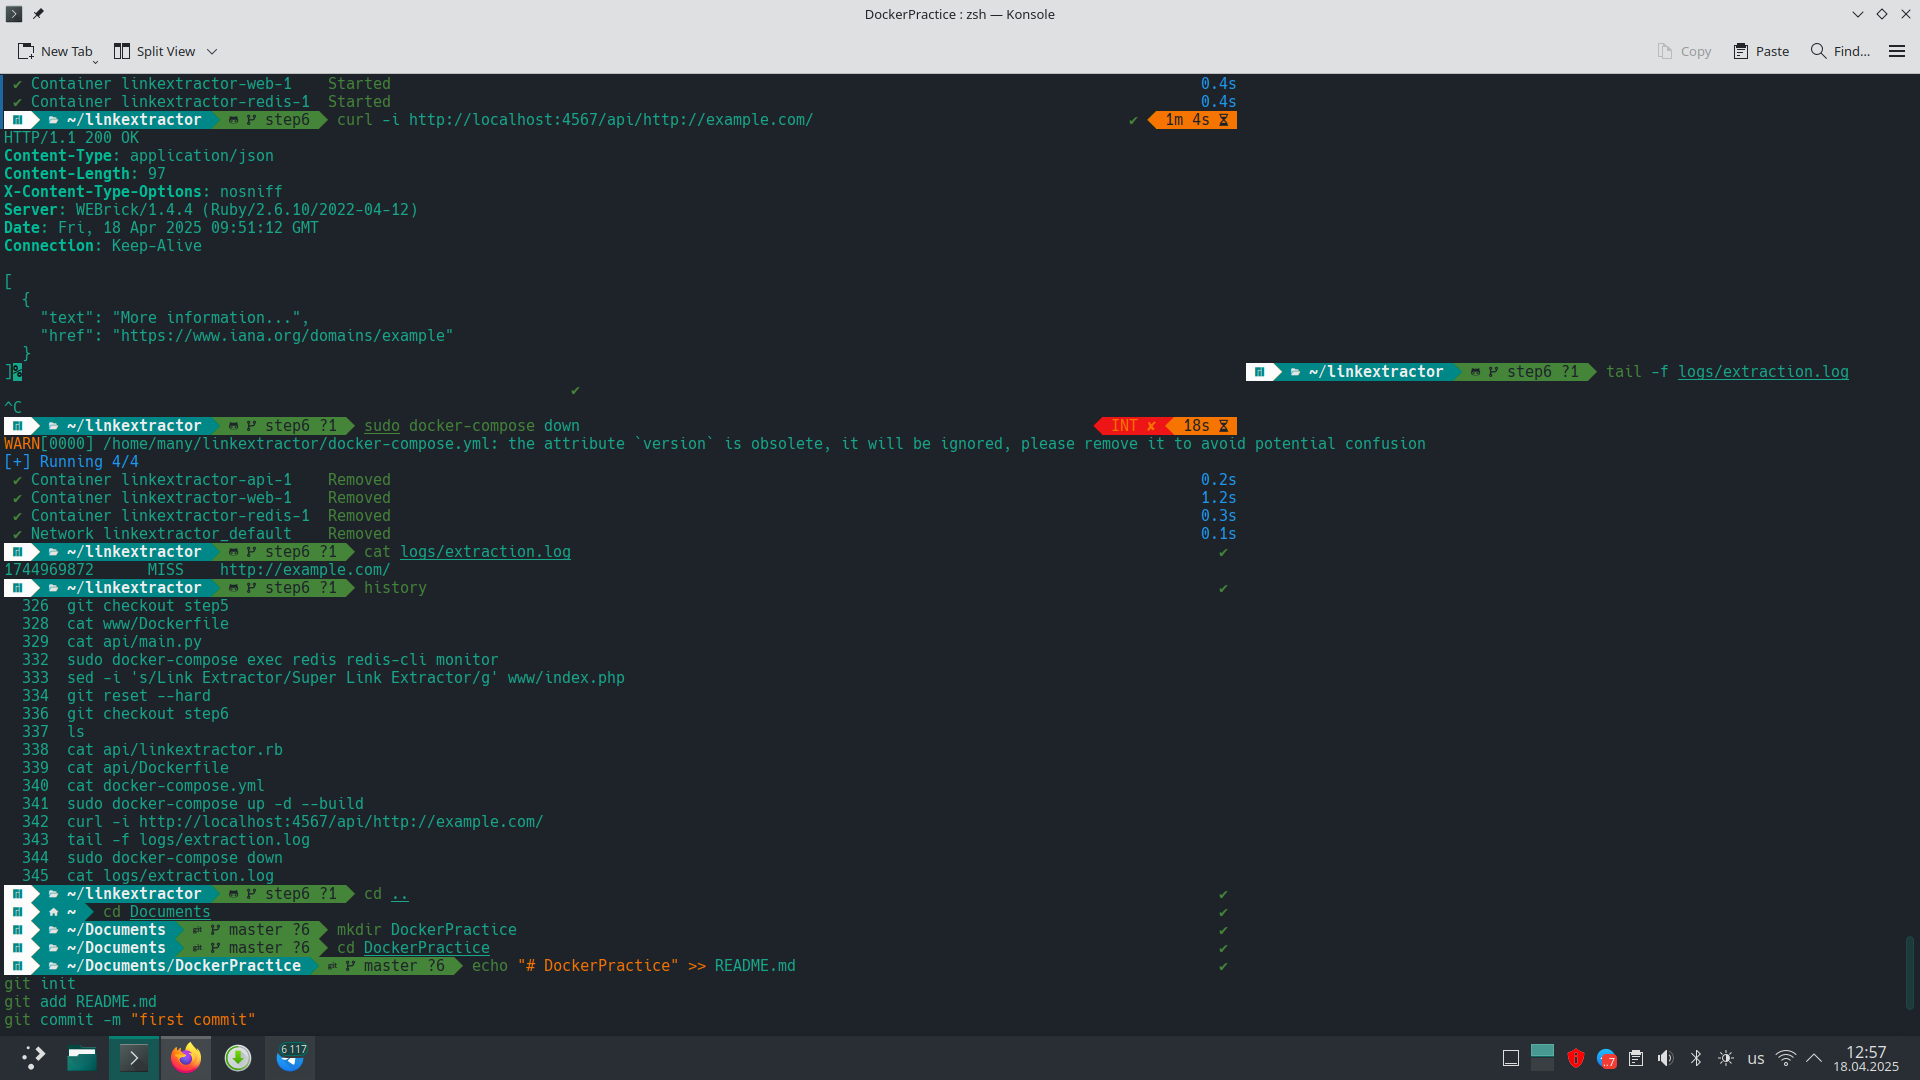 DockerPractice : zsh — Konsole
New Tab Split View Copy Paste Find...
✔ Container linkextractor-web-1 Started 0.4s
✔ Container linkextractor-redis-1 Started 0.4s
~/linkextractor step6 curl -i http://localhost:4567/api/http://example.com/ ✔ 1m 4s
HTTP/1.1 200 OK
Content-Type: application/json
Content-Length: 97
X-Content-Type-Options: nosniff
Server: WEBrick/1.4.4 (Ruby/2.6.10/2022-04-12)
Date: Fri, 18 Apr 2025 09:51:12 GMT
Connection: Keep-Alive
[
{
"text": "More information...",
"href": "https://www.iana.org/domains/example"
}
]% ~/linkextractor step6 ?1 tail -f logs/extraction.log
✔
^C
~/linkextractor step6 ?1 sudo docker-compose down INT ✘ 18s
WARN[0000] /home/many/linkextractor/docker-compose.yml: the attribute `version` is obsolete, it will be ignored, please remove it to avoid potential confusion
[+] Running 4/4
✔ Container linkextractor-api-1 Removed 0.2s
✔ Container linkextractor-web-1 Removed 1.2s
✔ Container linkextractor-redis-1 Removed 0.3s
✔ Network linkextractor_default Removed 0.1s
~/linkextractor step6 ?1 cat logs/extraction.log ✔
1744969872 MISS http://example.com/
~/linkextractor step6 ?1 history ✔
326 git checkout step5
328 cat www/Dockerfile
329 cat api/main.py
332 sudo docker-compose exec redis redis-cli monitor
333 sed -i 's/Link Extractor/Super Link Extractor/g' www/index.php
334 git reset --hard
336 git checkout step6
337 ls
338 cat api/linkextractor.rb
339 cat api/Dockerfile
340 cat docker-compose.yml
341 sudo docker-compose up -d --build
342 curl -i http://localhost:4567/api/http://example.com/
343 tail -f logs/extraction.log
344 sudo docker-compose down
345 cat logs/extraction.log
~/linkextractor step6 ?1 cd .. ✔
~ cd Documents ✔
~/Documents master ?6 mkdir DockerPractice ✔
~/Documents master ?6 cd DockerPractice ✔
~/Documents/DockerPractice master ?6 echo "# DockerPractice" >> README.md ✔
git init
git add README.md
git commit -m "first commit"
6 117
..7
us
12:57
18.04.2025